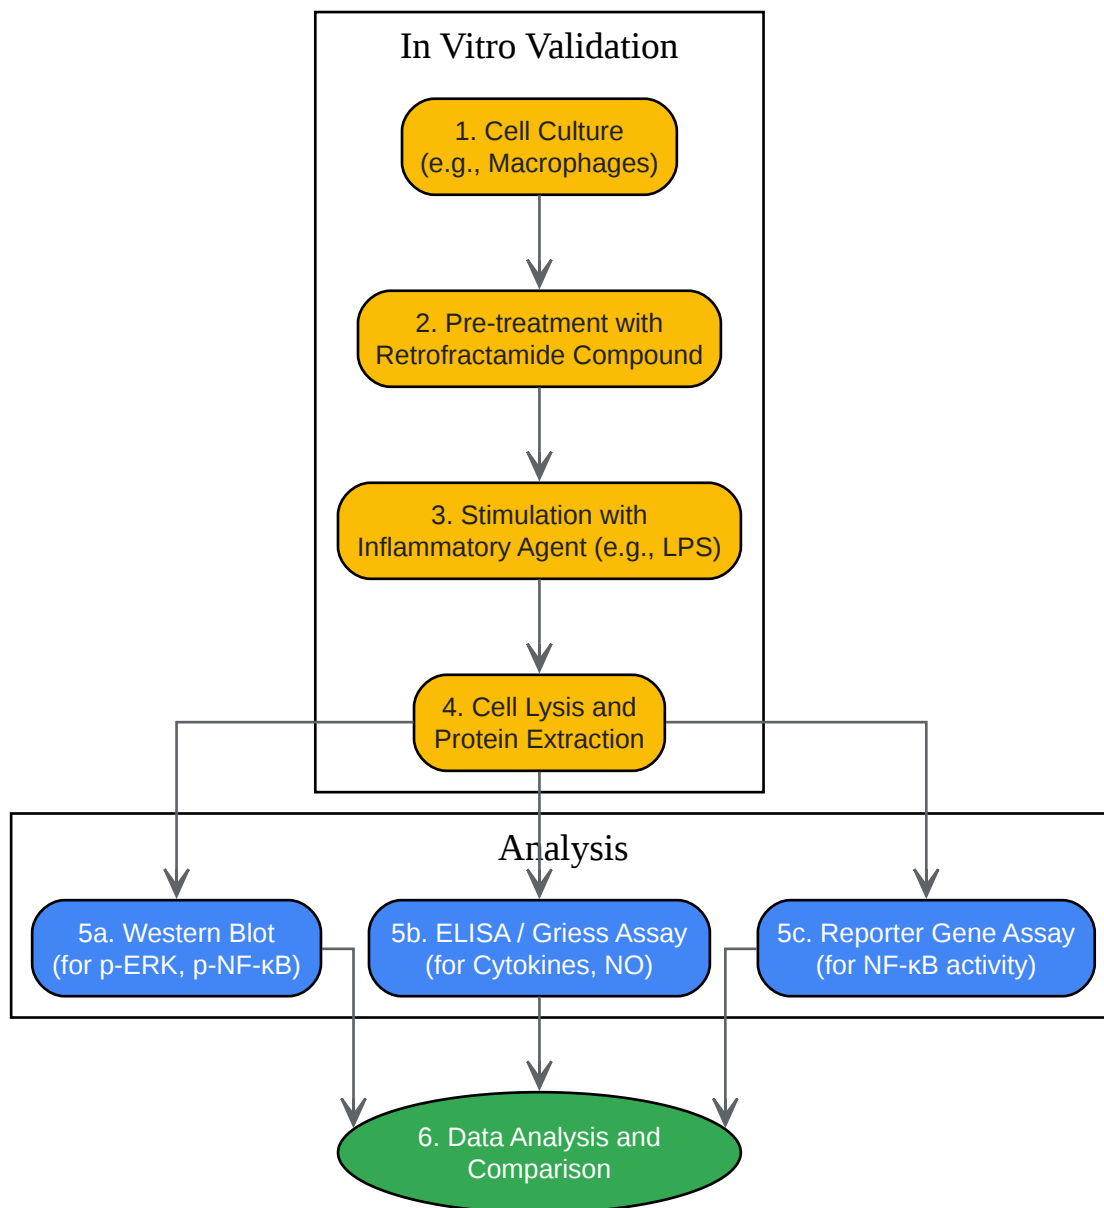 In Vitro Validation
1. Cell Culture
(e.g., Macrophages)
2. Pre-treatment with
Retrofractamide Compound
3. Stimulation with
Inflammatory Agent (e.g., LPS)
4. Cell Lysis and
Protein Extraction
Analysis
5a. Western Blot
(for p-ERK, p-NF-κB)
5b. ELISA / Griess Assay
(for Cytokines, NO)
5c. Reporter Gene Assay
(for NF-κB activity)
6. Data Analysis and
Comparison